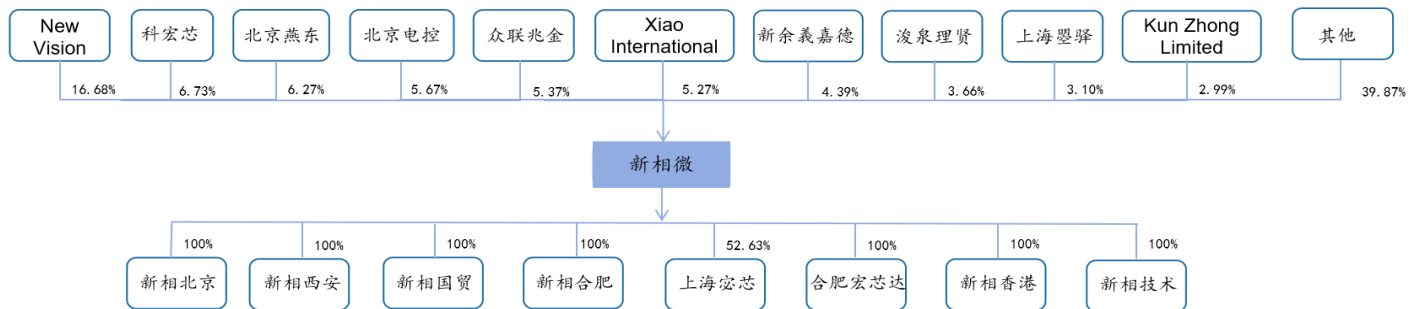 New
Vision
科宏芯
北京燕东
北京电控
众联兆金
Xiao
International
新余義嘉德
浚泉理贤
上海曌驿
Kun Zhong
Limited
其他
16.68%
6.73%
6.27%
5.67%
5.37%
5.27%
4.39%
3.66%
3.10%
2.99%
39.87%
新相微
100%
100%
100%
100%
52.63%
100%
100%
100%
新相北京
新相西安
新相国贸
新相合肥
上海宓芯
合肥宏芯达
新相香港
新相技术